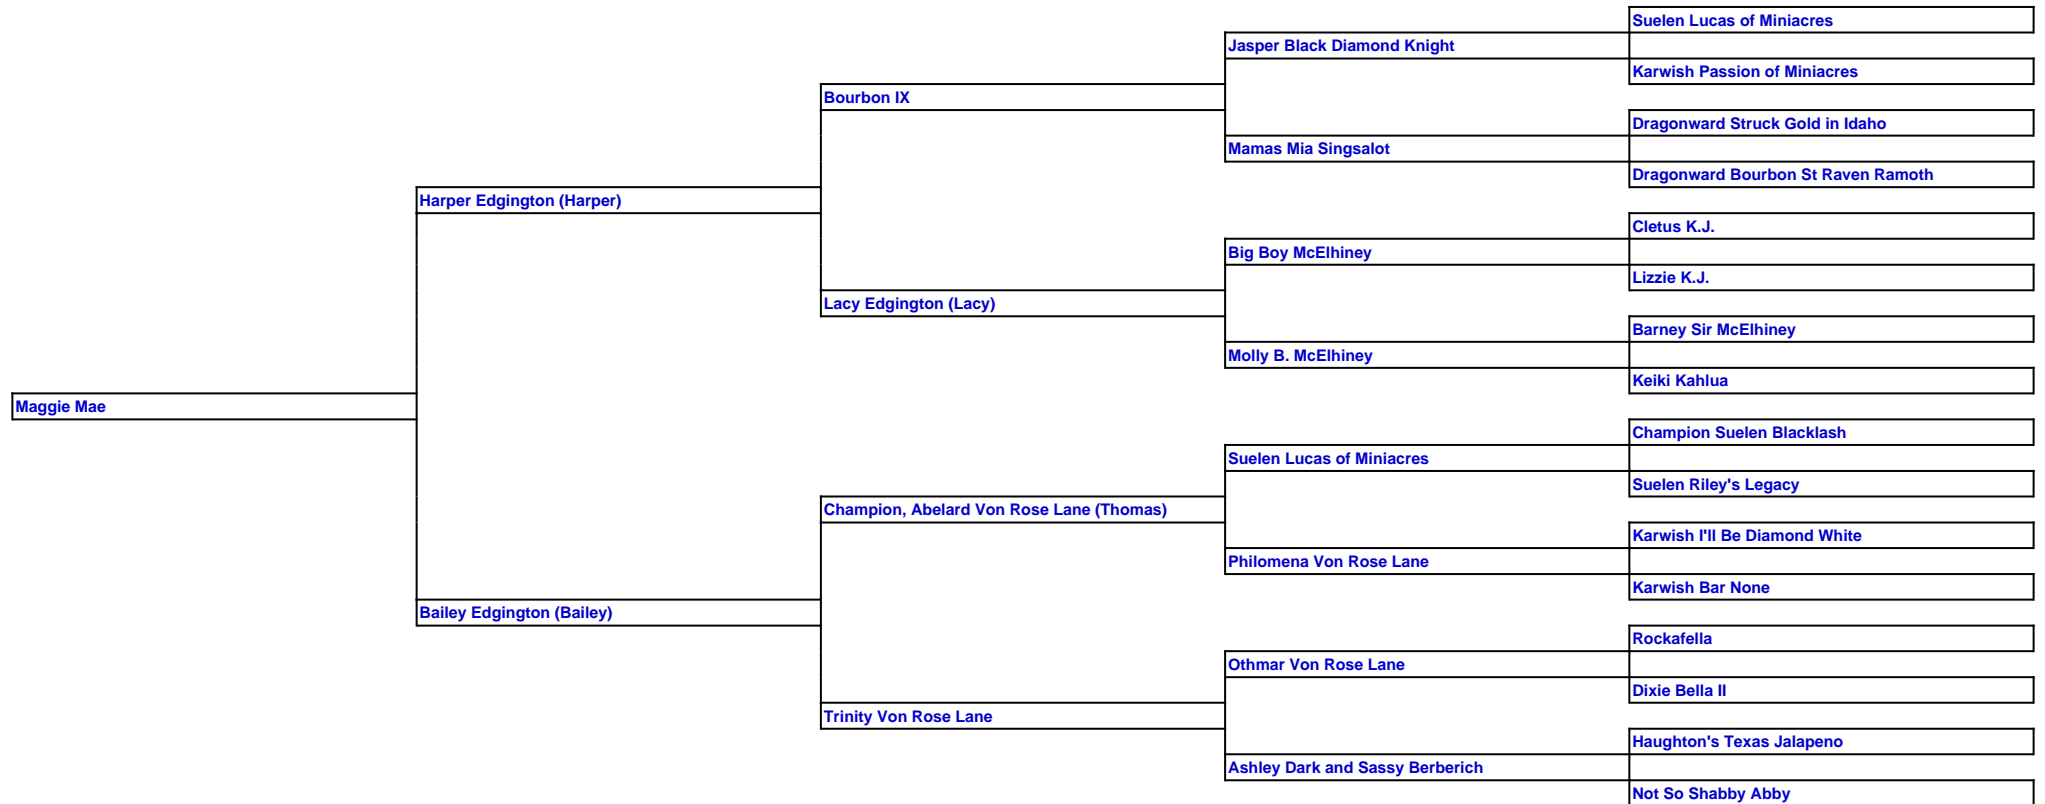 Suelen Lucas of Miniacres
Jasper Black Diamond Knight
Karwish Passion of Miniacres
Bourbon IX
Dragonward Struck Gold in Idaho
Mamas Mia Singsalot
Dragonward Bourbon St Raven Ramoth
Harper Edgington (Harper)
Cletus K.J.
Big Boy McElhiney
Lizzie K.J.
Lacy Edgington (Lacy)
Barney Sir McElhiney
Molly B. McElhiney
Keiki Kahlua
Maggie Mae
Champion Suelen Blacklash
Suelen Lucas of Miniacres
Suelen Riley's Legacy
Champion, Abelard Von Rose Lane (Thomas)
Karwish I'll Be Diamond White
Philomena Von Rose Lane
Karwish Bar None
Bailey Edgington (Bailey)
Rockafella
Othmar Von Rose Lane
Dixie Bella II
Trinity Von Rose Lane
Haughton's Texas Jalapeno
Ashley Dark and Sassy Berberich
Not So Shabby Abby